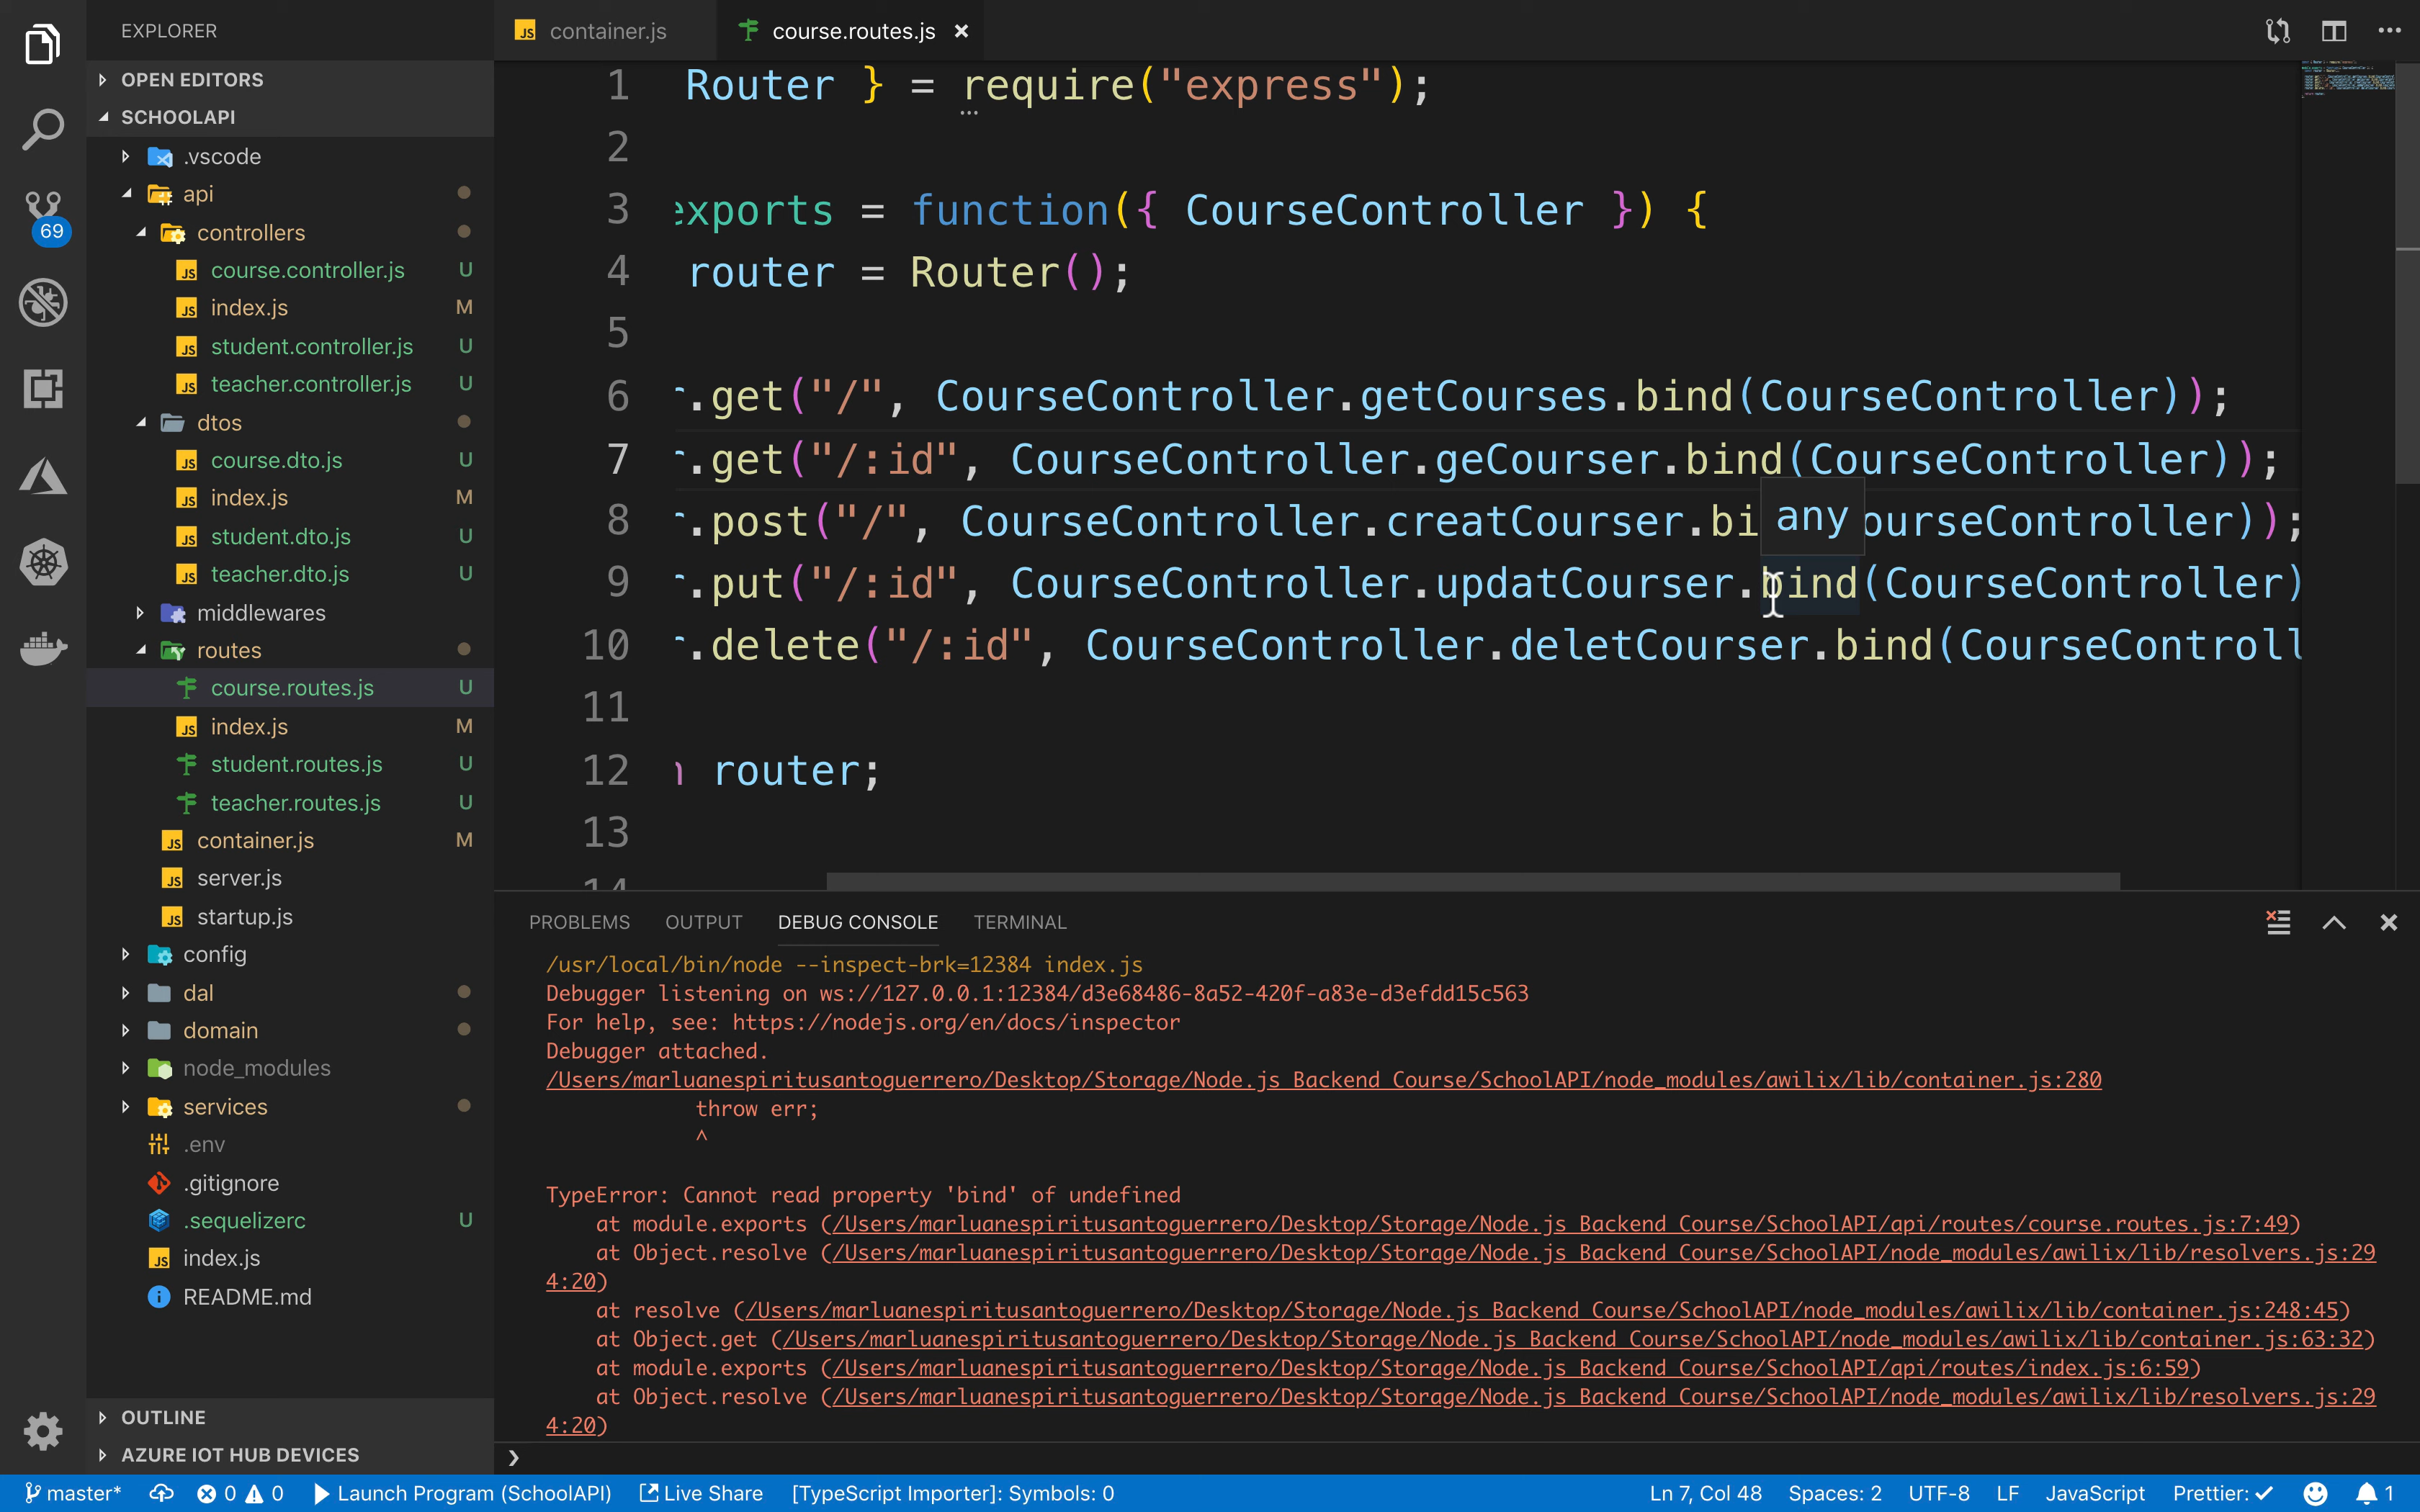 EXPLORER
OPEN EDITORS
SCHOOLAPI
.vscode
api
controllers
course.controller.js U
index.js M
student.controller.js U
teacher.controller.js U
dtos
course.dto.js U
index.js M
student.dto.js U
teacher.dto.js U
middlewares
routes
course.routes.js U
index.js M
student.routes.js U
teacher.routes.js U
container.js M
server.js
startup.js
config
dal
domain
node_modules
services
.env
.gitignore
.sequelizerc U
index.js
README.md
OUTLINE
AZURE IOT HUB DEVICES
69
container.js course.routes.js
1 Router } = require("express");
2
3 exports = function({ CourseController }) {
4 router = Router();
5
6 r.get("/", CourseController.getCourses.bind(CourseController));
7 r.get("/:id", CourseController.geCourser.bind(CourseController));
8 r.post("/", CourseController.creatCourser.bi ourseController));
any
9 r.put("/:id", CourseController.updatCourser.bind(CourseController)
10 r.delete("/:id", CourseController.deletCourser.bind(CourseControll
11
12 n router;
13
14
PROBLEMS OUTPUT DEBUG CONSOLE TERMINAL
/usr/local/bin/node --inspect-brk=12384 index.js
Debugger listening on ws://127.0.0.1:12384/d3e68486-8a52-420f-a83e-d3efdd15c563
For help, see: https://nodejs.org/en/docs/inspector
Debugger attached.
/Users/marluanespiritusantoguerrero/Desktop/Storage/Node.js Backend Course/SchoolAPI/node_modules/awilix/lib/container.js:280
throw err;
^
TypeError: Cannot read property 'bind' of undefined
at module.exports (/Users/marluanespiritusantoguerrero/Desktop/Storage/Node.js Backend Course/SchoolAPI/api/routes/course.routes.js:7:49)
at Object.resolve (/Users/marluanespiritusantoguerrero/Desktop/Storage/Node.js Backend Course/SchoolAPI/node_modules/awilix/lib/resolvers.js:29
4:20)
at resolve (/Users/marluanespiritusantoguerrero/Desktop/Storage/Node.js Backend Course/SchoolAPI/node_modules/awilix/lib/container.js:248:45)
at Object.get (/Users/marluanespiritusantoguerrero/Desktop/Storage/Node.js Backend Course/SchoolAPI/node_modules/awilix/lib/container.js:63:32)
at module.exports (/Users/marluanespiritusantoguerrero/Desktop/Storage/Node.js Backend Course/SchoolAPI/api/routes/index.js:6:59)
at Object.resolve (/Users/marluanespiritusantoguerrero/Desktop/Storage/Node.js Backend Course/SchoolAPI/node_modules/awilix/lib/resolvers.js:29
4:20)
master* 0 0 Launch Program (SchoolAPI) Live Share [TypeScript Importer]: Symbols: 0 Ln 7, Col 48 Spaces: 2 UTF-8 LF JavaScript Prettier: ✓ 1